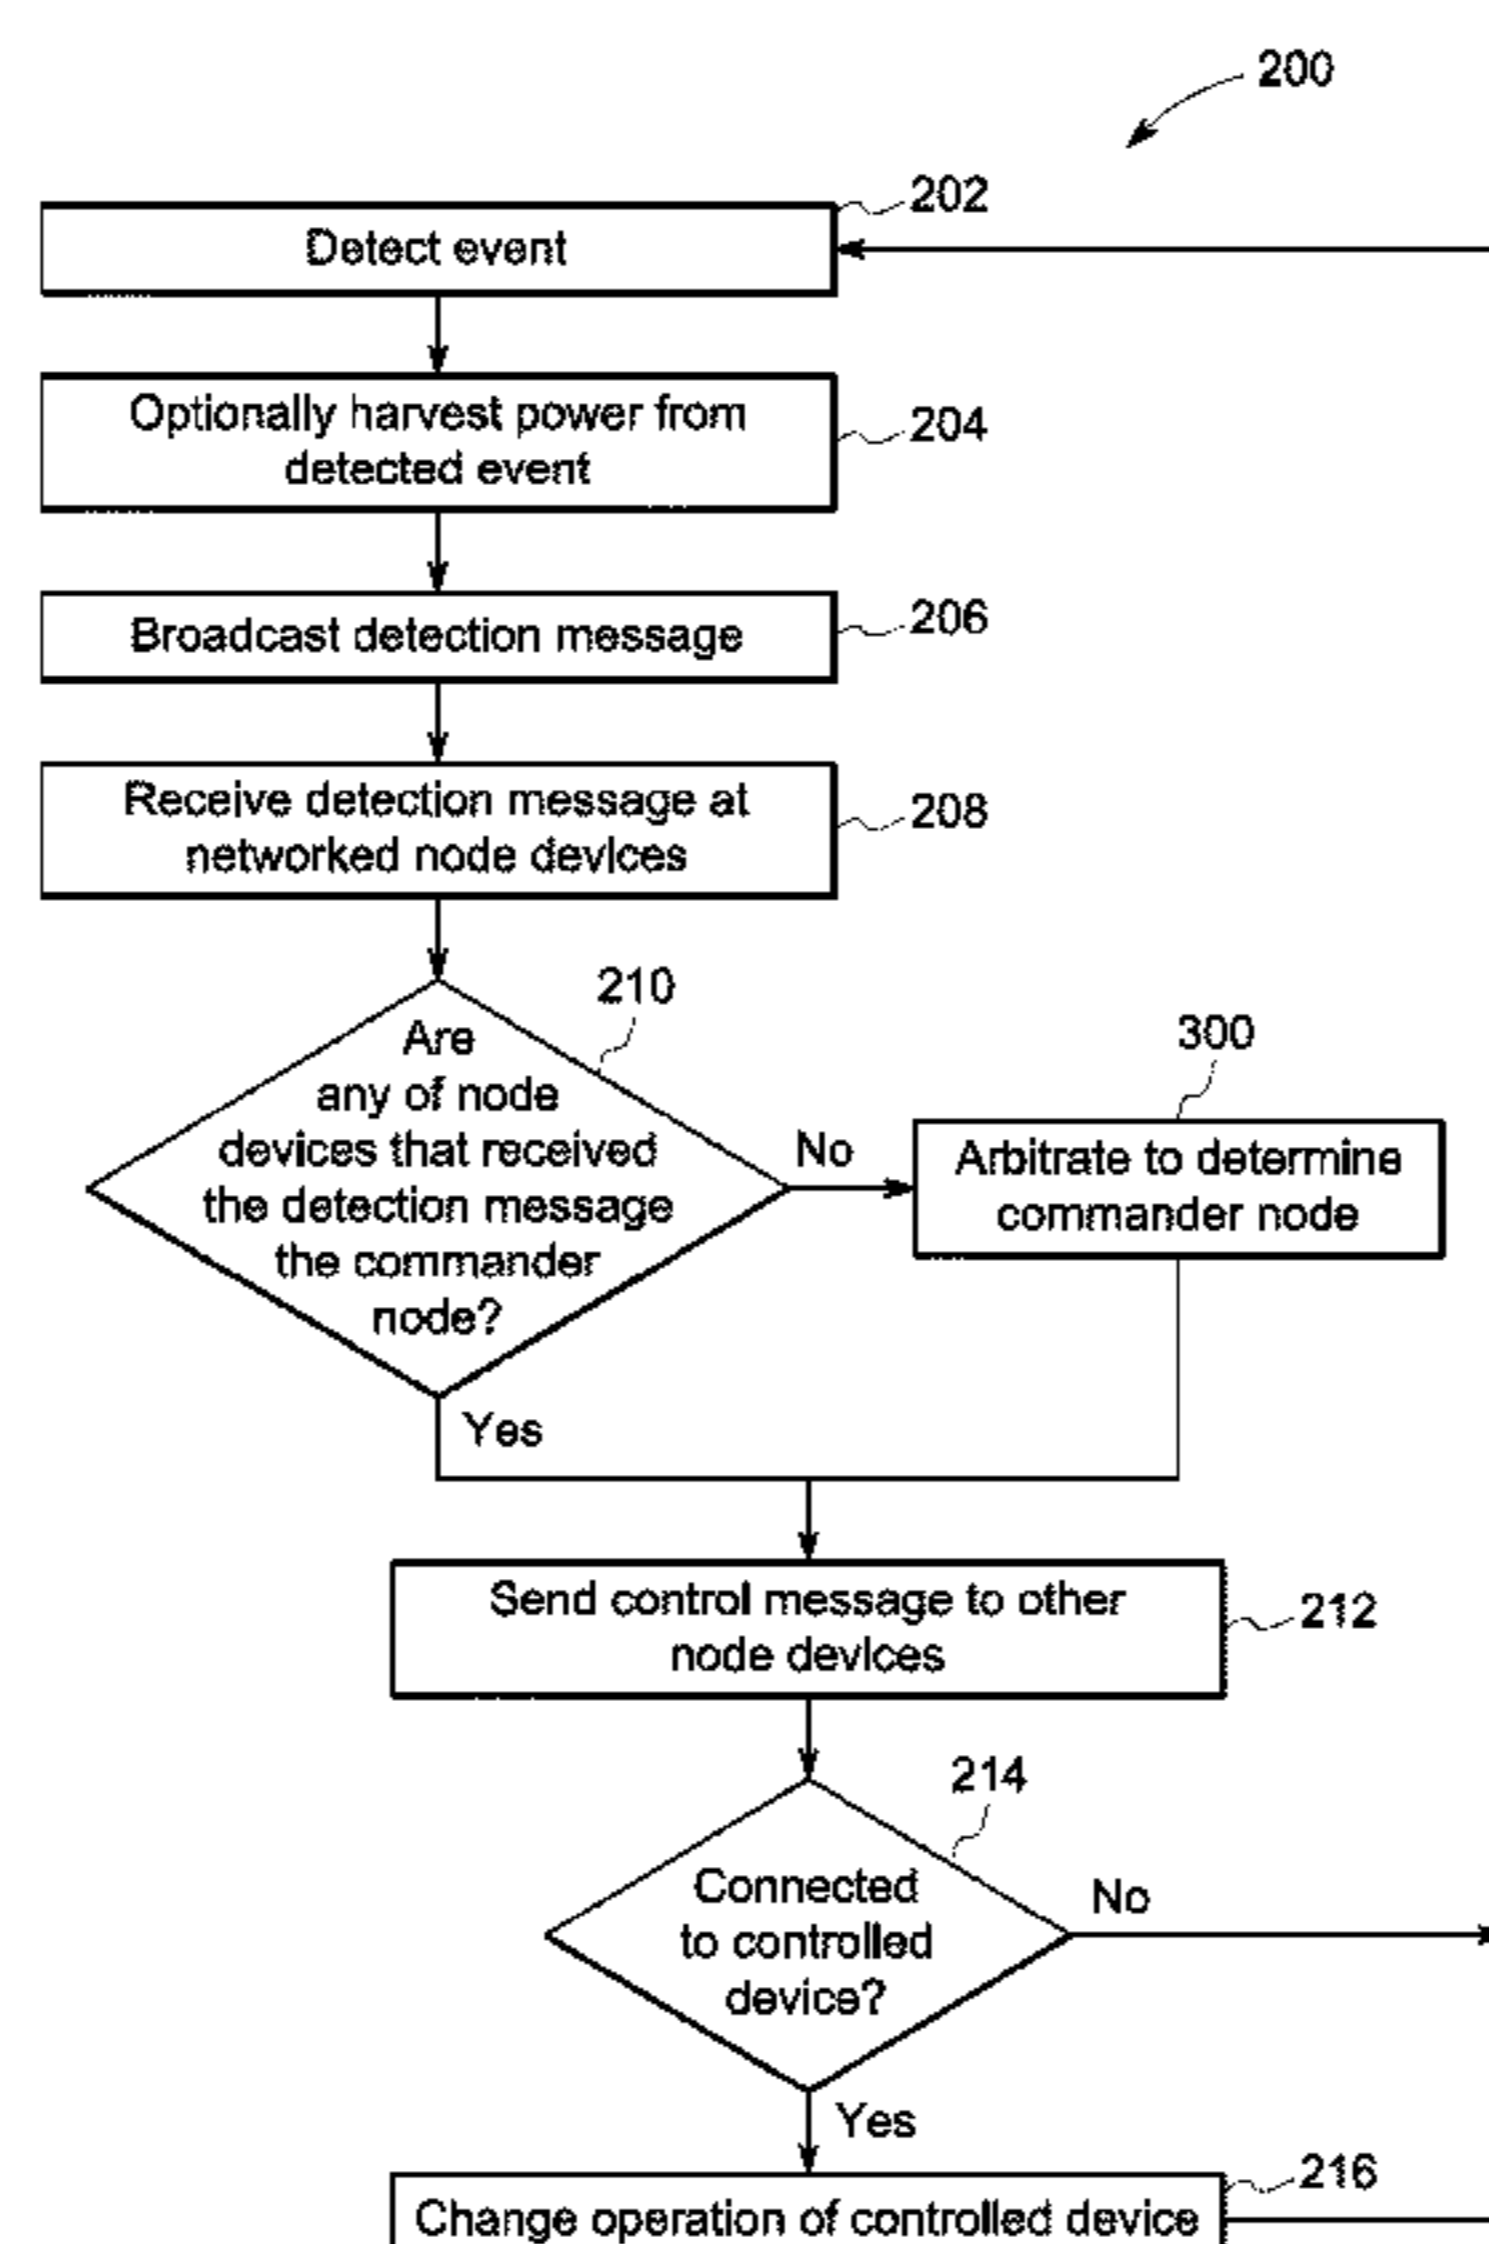 200
202
Detect event
Optionally harvest power from
detected event
204
Broadcast detection message
206
Receive detection message at
networked node devices
208
210
Are
any of node
devices that received
the detection message
the commander
node?
No
300
Arbitrate to determine
commander node
Yes
Send control message to other
node devices
212
214
Connected
to controlled
device?
No
Yes
216
Change operation of controlled device